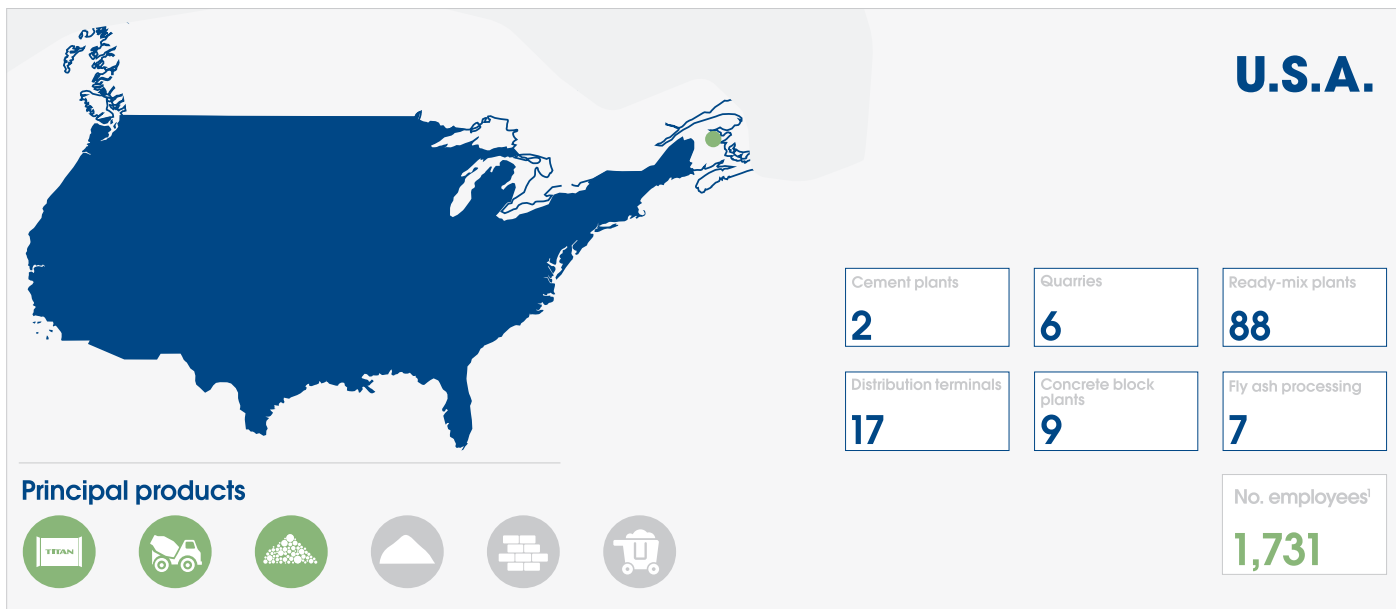 U.S.A.
Cement plants
2
Quarries
6
Ready-mix plants
88
Distribution terminals
17
Concrete block
plants
9
Fly ash processing
7
Principal products
TITAN
No. employees¹
1,731